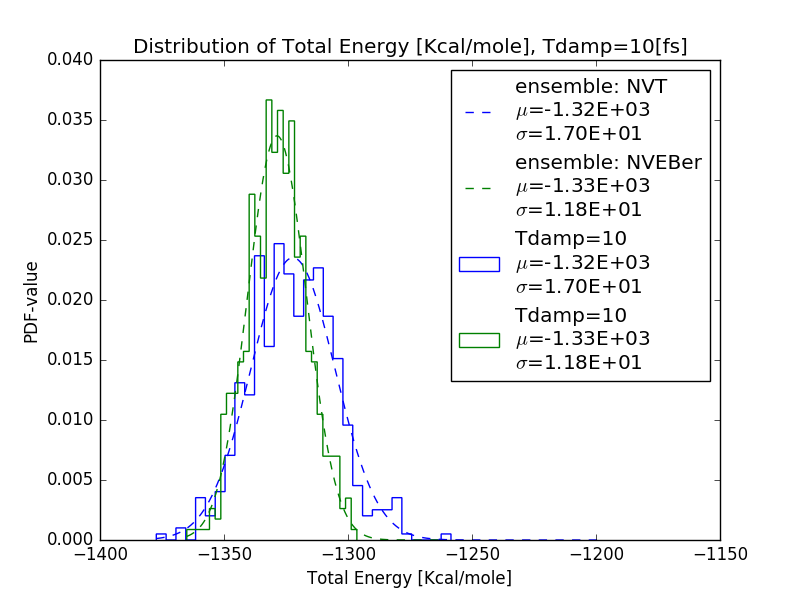 Distribution of Total Energy [Kcal/mole], Tdamp=10[fs]
0.040
0.035
0.030
0.025
0.020
0.015
0.010
0.005
0.000
PDF-value
ensemble: NVT
μ=-1.32E+03
σ=1.70E+01
ensemble: NVEBer
μ=-1.33E+03
σ=1.18E+01
Tdamp=10
μ=-1.32E+03
σ=1.70E+01
Tdamp=10
μ=-1.33E+03
σ=1.18E+01
−1400 −1350 −1300 −1250 −1200 −1150
Total Energy [Kcal/mole]